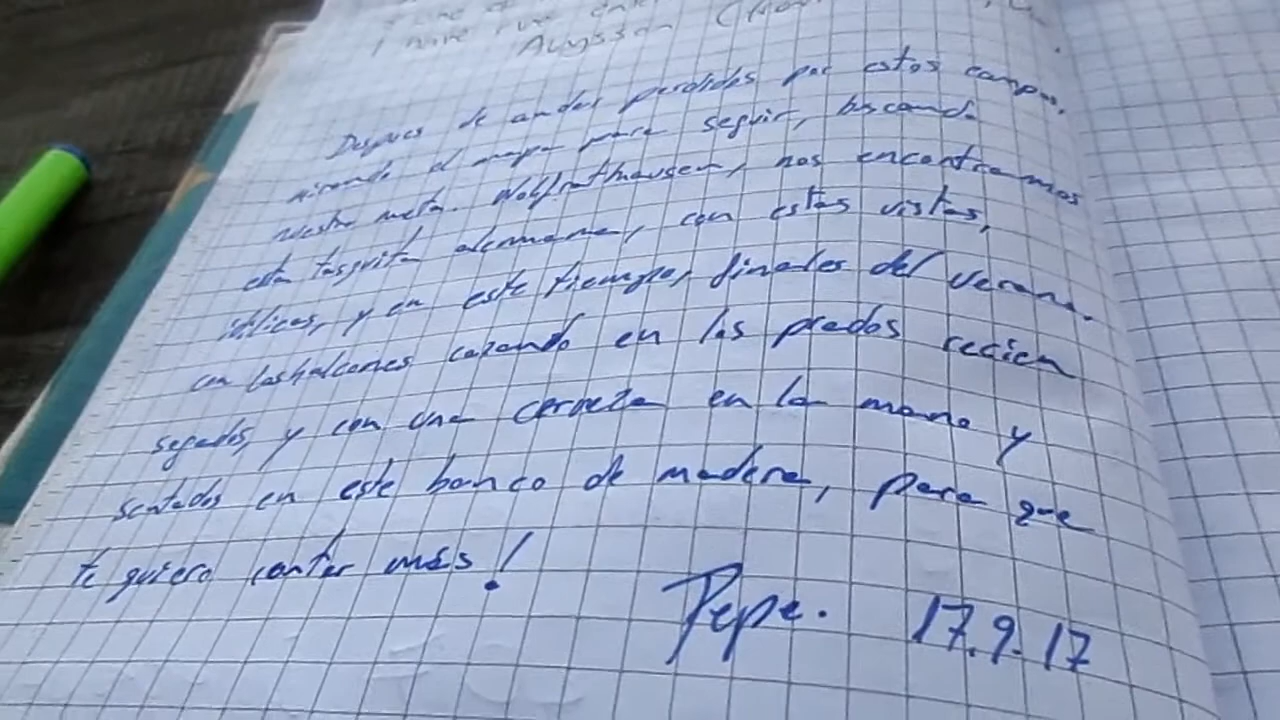 Alysson
Despues de andar perdidos por estos campos,
mirando el mapa para seguir, buscando
nuestra meta. Wolfrathausen, nos encontramos
esta tasquita alemana, con estas vistas,
idilicas, y en este tiempo, finales del verano.
con los halcones cazando en los prados recien
segados, y con una cerveza en la mano y
sentados en este banco de madera, para que
te quiero contar más!
Pepe. 17.9.17